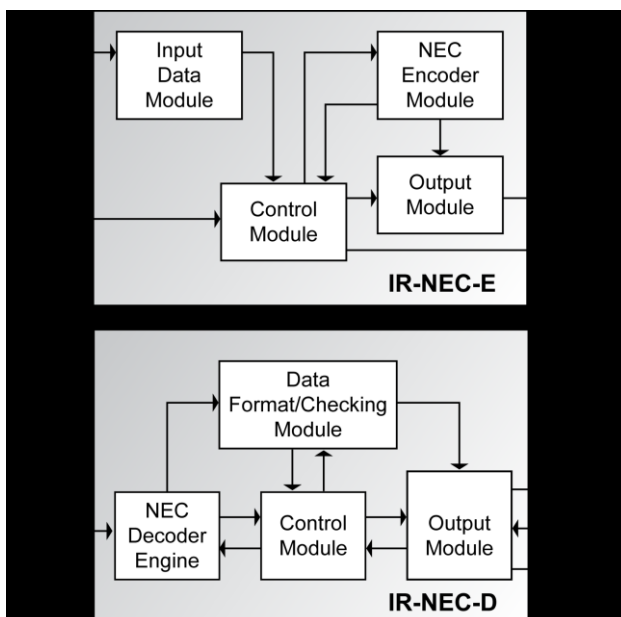 Input
Data
Module
NEC
Encoder
Module
Control
Module
Output
Module
IR-NEC-E
Data
Format/Checking
Module
NEC
Decoder
Engine
Control
Module
Output
Module
IR-NEC-D